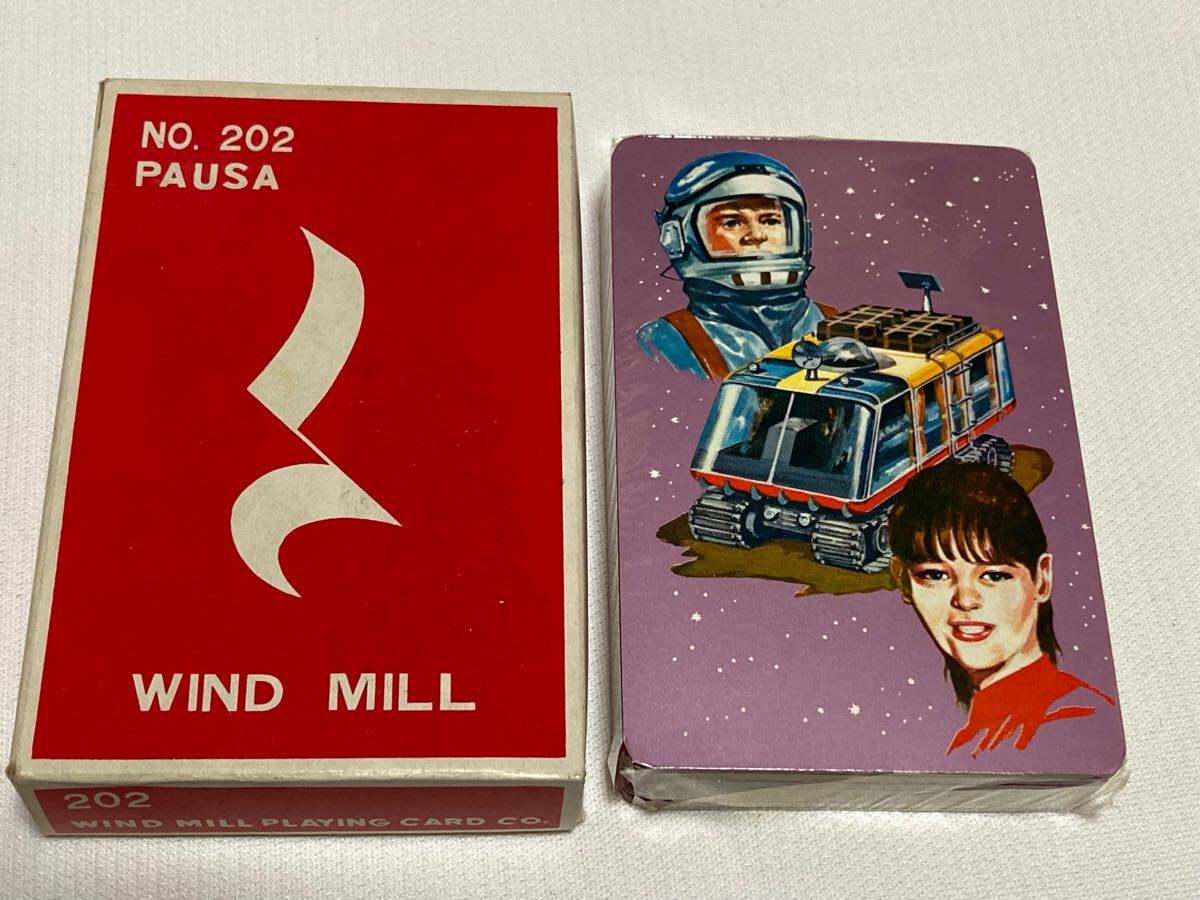 NO. 202
PAUSA
WIND MILL
202
WIND MILL PLAYING CARD CO.